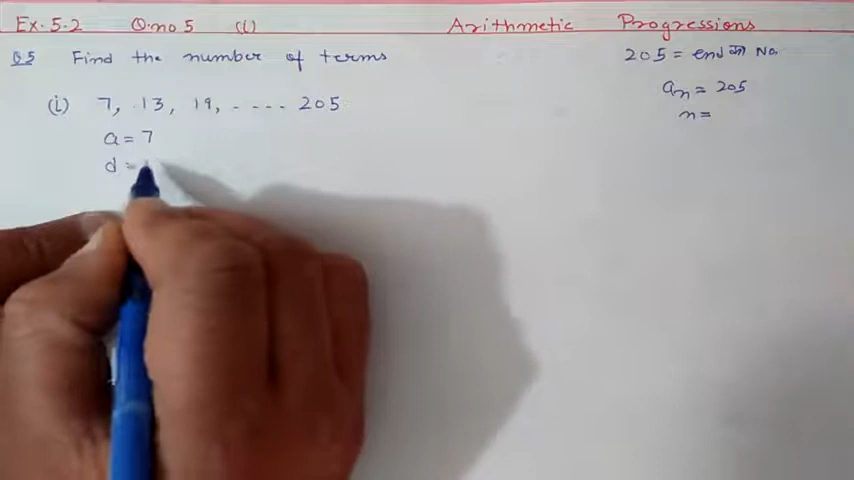 Ex. 5.2 Q.no 5 (i) Arithmetic Progressions
Q5 Find the number of terms
(i) 7, 13, 19, ..... 205
a = 7
d =
205 = end का No.
an = 205
n =